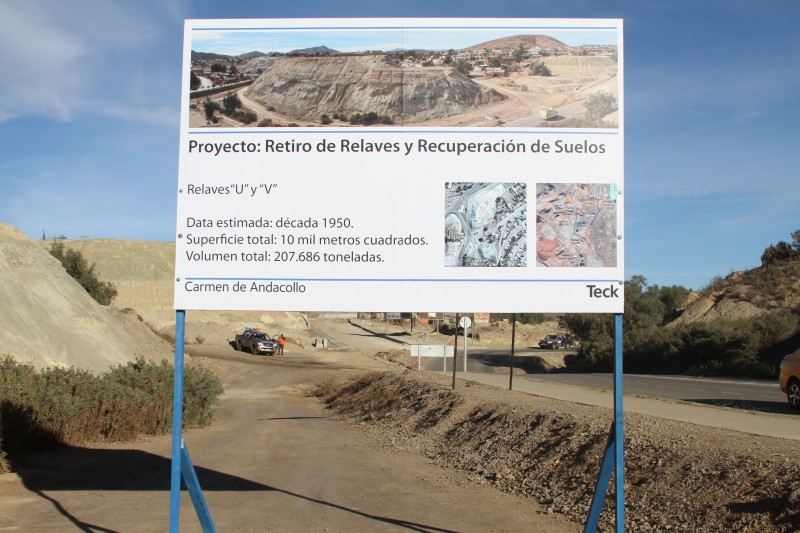 Proyecto: Retiro de Relaves y Recuperación de Suelos
Relaves "U" y "V"
Data estimada: década 1950.
Superficie total: 10 mil metros cuadrados.
Volumen total: 207.686 toneladas.
Carmen de Andacollo
Teck